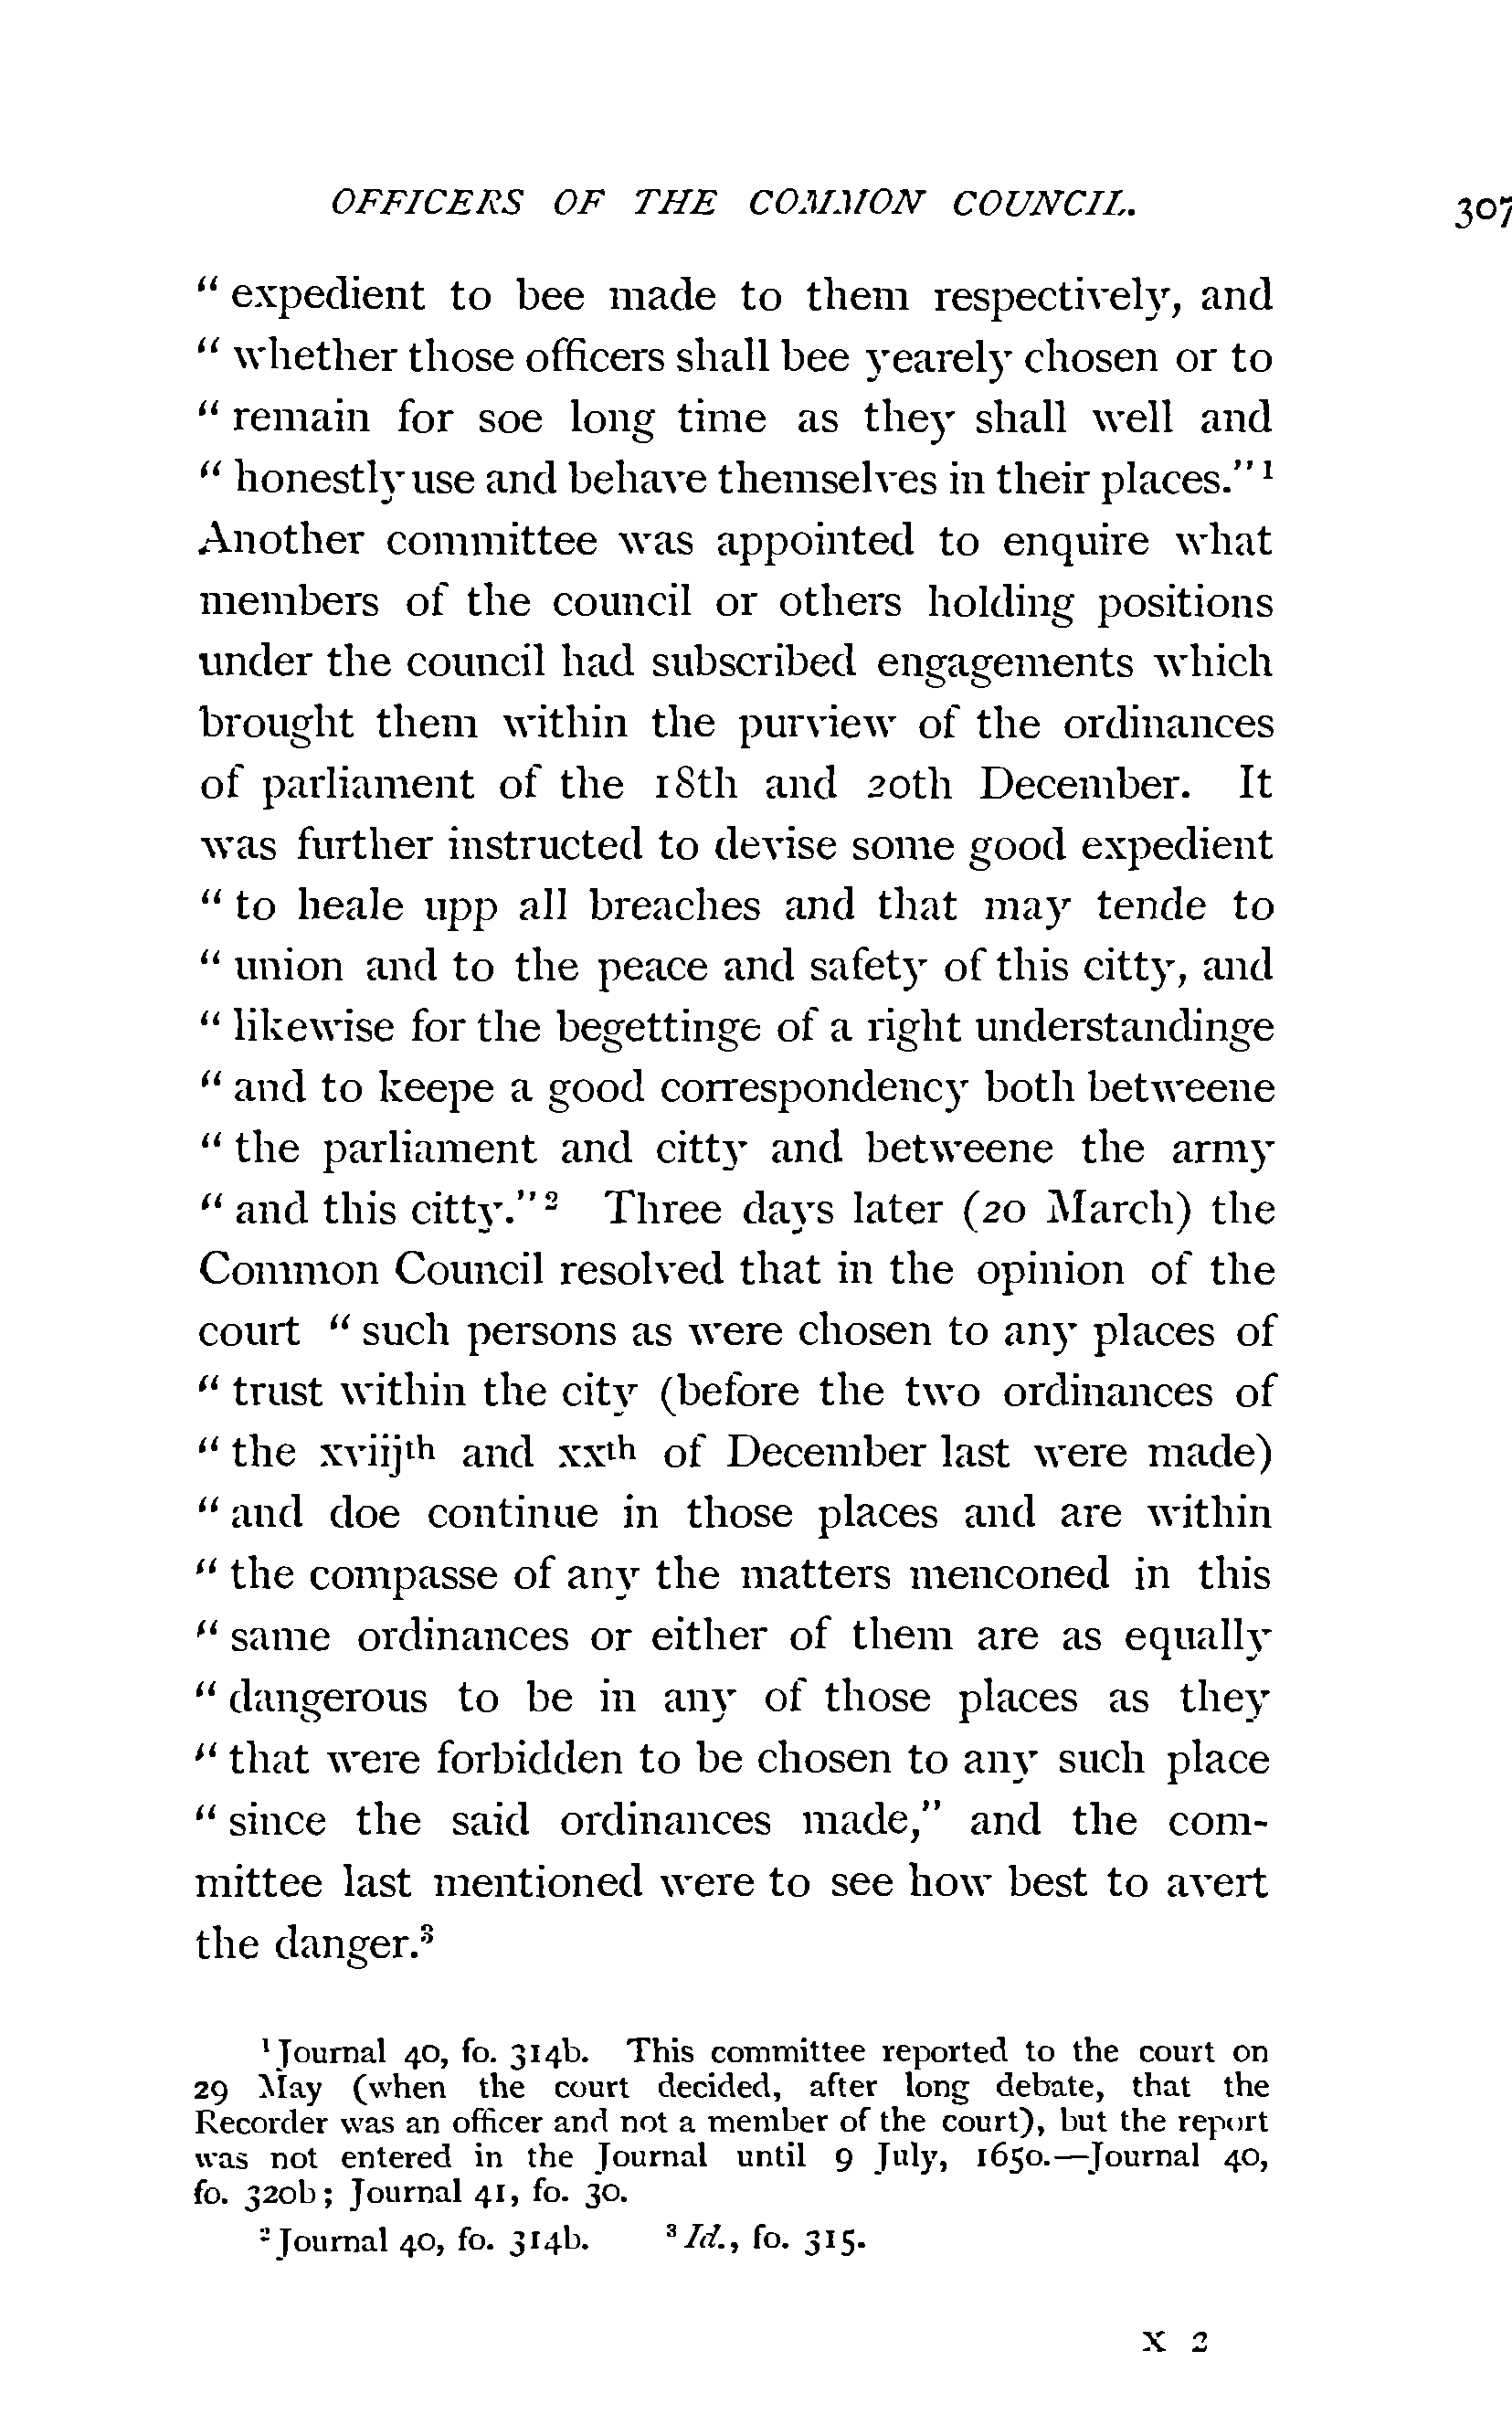 OFFICERS OF THE COMMON COUNCIL. 307
“ expedient to bee made to them respectively, and
“ whether those officers shall bee yearely chosen or to
“ remain for soe long time as they shall well and
“ honestly use and behave themselves in their places.” ¹
Another committee was appointed to enquire what
members of the council or others holding positions
under the council had subscribed engagements which
brought them within the purview of the ordinances
of parliament of the 18th and 20th December. It
was further instructed to devise some good expedient
“ to heale upp all breaches and that may tende to
“ union and to the peace and safety of this citty, and
“ likewise for the begettinge of a right understandinge
“ and to keepe a good correspondency both betweene
“ the parliament and citty and betweene the army
“ and this citty.” ² Three days later (20 March) the
Common Council resolved that in the opinion of the
court “ such persons as were chosen to any places of
“ trust within the city (before the two ordinances of
“ the xviijth and xxth of December last were made)
“ and doe continue in those places and are within
“ the compasse of any the matters menconed in this
“ same ordinances or either of them are as equally
“ dangerous to be in any of those places as they
“ that were forbidden to be chosen to any such place
“ since the said ordinances made,” and the com-
mittee last mentioned were to see how best to avert
the danger.³
¹ Journal 40, fo. 314b. This committee reported to the court on
29 May (when the court decided, after long debate, that the
Recorder was an officer and not a member of the court), but the report
was not entered in the Journal until 9 July, 1650.—Journal 40,
fo. 320b; Journal 41, fo. 30.
² Journal 40, fo. 314b. ³ Id., fo. 315.
X 2